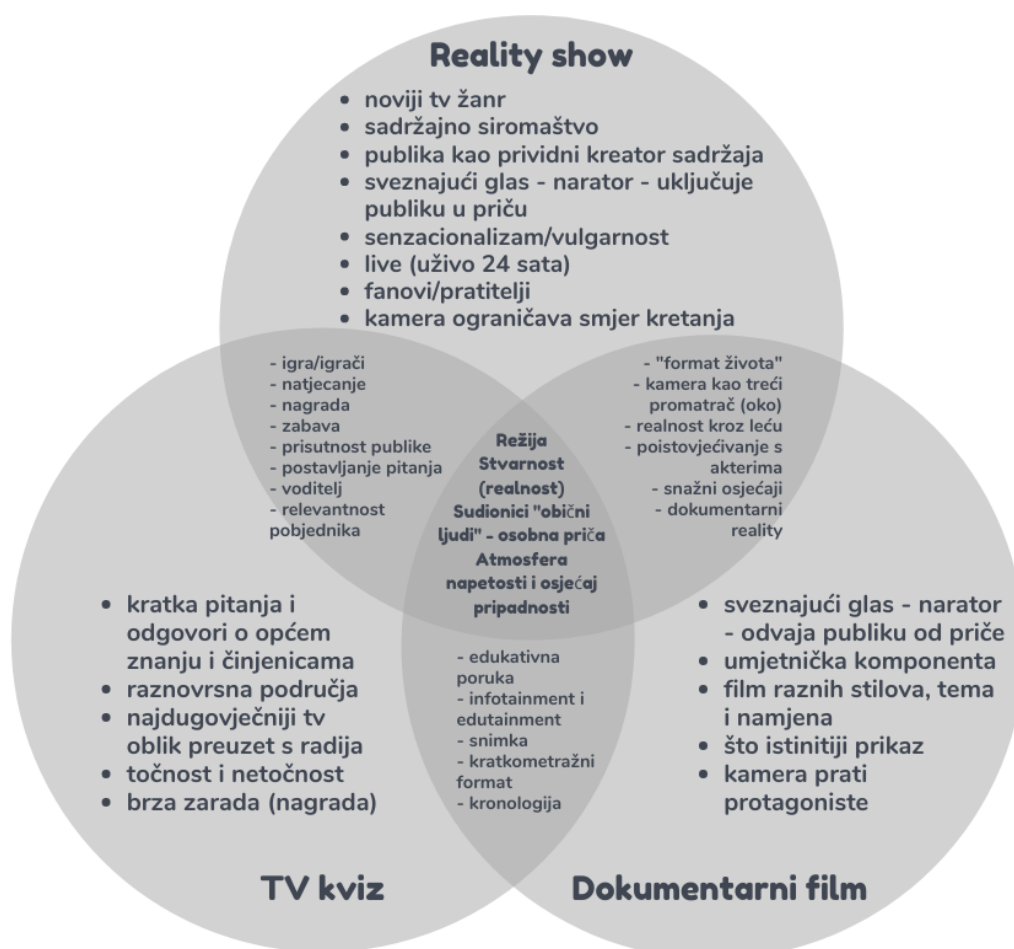 Reality show
• noviji tv žanr
• sadržajno siromaštvo
• publika kao prividni kreator sadržaja
• sveznajući glas - narator - uključuje
publiku u priču
• senzacionalizam/vulgarnost
• live (uživo 24 sata)
• fanovi/pratitelji
• kamera ograničava smjer kretanja
- igra/igrači
- natjecanje
- nagrada
- zabava
- prisutnost publike
- postavljanje pitanja
- voditelj
- relevantnost
pobjednika
- "format života"
- kamera kao treći
promatrač (oko)
- realnost kroz leću
- poistovjećivanje s
akterima
- snažni osjećaji
- dokumentarni
reality
Režija
Stvarnost
(realnost)
Sudionici "obični
ljudi" - osobna priča
Atmosfera
napetosti i osjećaj
pripadnosti
• kratka pitanja i
odgovori o općem
znanju i činjenicama
• raznovrsna područja
• najdugovječniji tv
oblik preuzet s radija
• točnost i netočnost
• brza zarada (nagrada)
- edukativna
poruka
- infotainment i
edutainment
- snimka
- kratkometražni
format
- kronologija
• sveznajući glas - narator
- odvaja publiku od priče
• umjetnička komponenta
• film raznih stilova, tema
i namjena
• što istinitiji prikaz
• kamera prati
protagoniste
TV kviz
Dokumentarni film